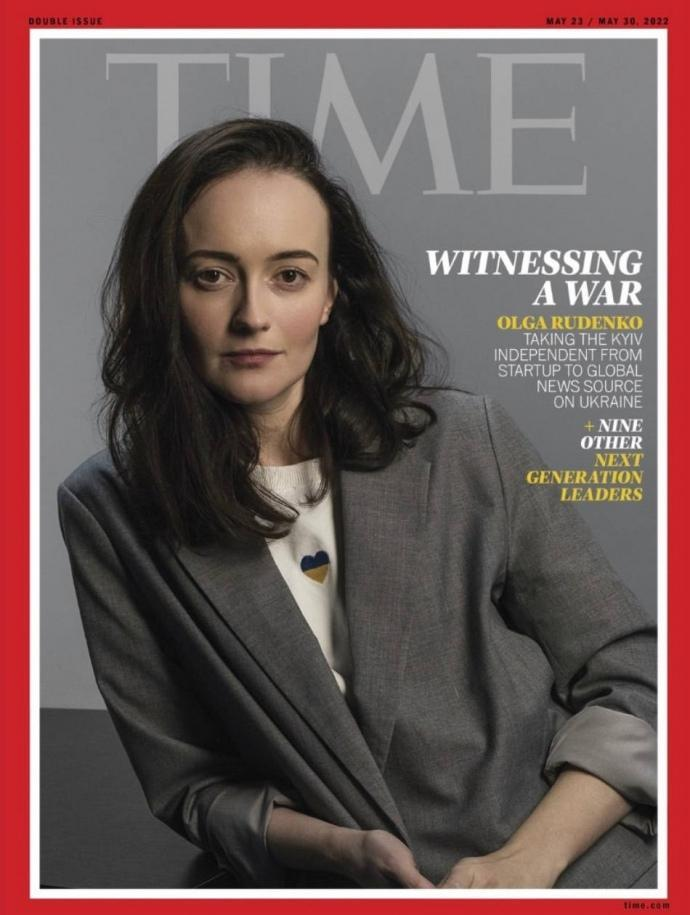 DOUBLE ISSUE
MAY 23 / MAY 30, 2022
TIME
WITNESSING
A WAR
OLGA RUDENKO
TAKING THE KYIV
INDEPENDENT FROM
STARTUP TO GLOBAL
NEWS SOURCE
ON UKRAINE
+ NINE
OTHER
NEXT
GENERATION
LEADERS
time.com